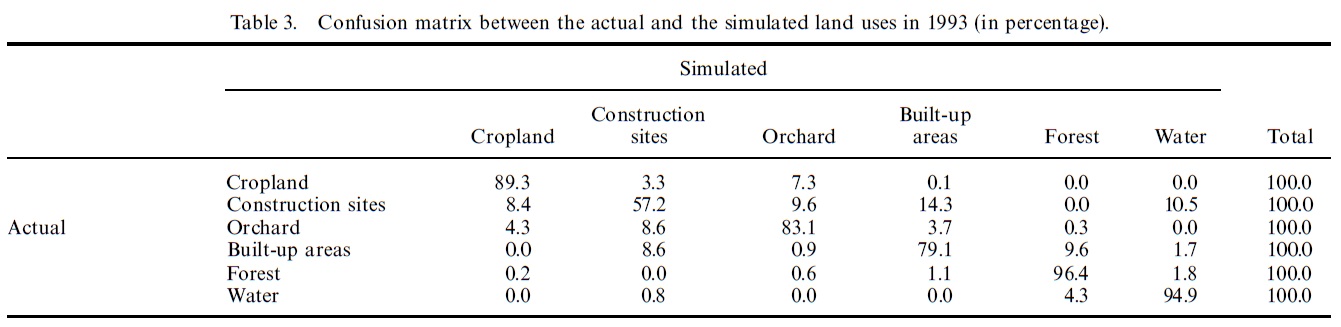 Table 3. Confusion matrix between the actual and the simulated land uses in 1993 (in percentage).
Simulated
Cropland Construction sites Orchard Built-up areas Forest Water Total
Cropland 89.3 3.3 7.3 0.1 0.0 0.0 100.0
Construction sites 8.4 57.2 9.6 14.3 0.0 10.5 100.0
Actual Orchard 4.3 8.6 83.1 3.7 0.3 0.0 100.0
Built-up areas 0.0 8.6 0.9 79.1 9.6 1.7 100.0
Forest 0.2 0.0 0.6 1.1 96.4 1.8 100.0
Water 0.0 0.8 0.0 0.0 4.3 94.9 100.0